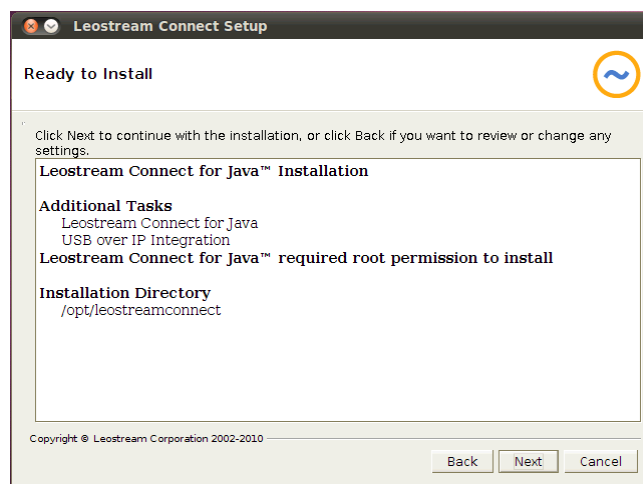 Leostream Connect Setup
Ready to Install
Click Next to continue with the installation, or click Back if you want to review or change any
settings.
Leostream Connect for Java™ Installation
Additional Tasks
Leostream Connect for Java
USB over IP Integration
Leostream Connect for Java™ required root permission to install
Installation Directory
/opt/leostreamconnect
Copyright © Leostream Corporation 2002-2010
Back Next Cancel